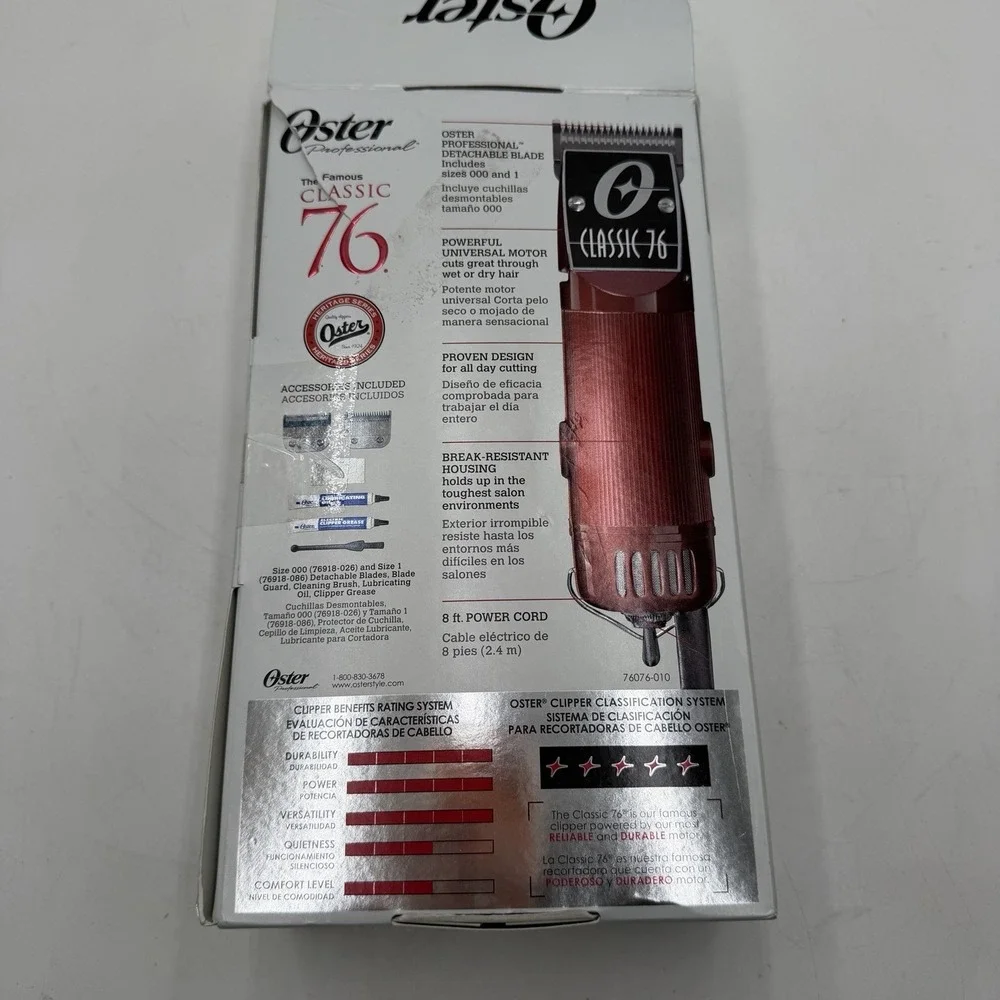 Oster
Oster
Professional
The Famous
CLASSIC
76
HERITAGE SERIES
Oster
HERITAGE SERIES
ACCESSORIES INCLUDED
ACCESORIOS INCLUIDOS
LUBRICATING
CLIPPER GREASE
Size 000 (76918-026) and Size 1
(76918-086) Detachable Blades, Blade
Guard, Cleaning Brush, Lubricating
Oil, Clipper Grease
Cuchillas Desmontables,
Tamaño 000 (76918-026) y Tamaño 1
(76918-086), Protector de Cuchilla,
Cepillo de Limpieza, Aceite Lubricante,
Lubricante para Cortadora
Oster
Professional
1-800-830-3678
www.osterstyle.com
OSTER
PROFESSIONAL™
DETACHABLE BLADE
Includes
sizes 000 and 1
Incluye cuchillas
desmontables
tamaño 000
POWERFUL
UNIVERSAL MOTOR
cuts great through
wet or dry hair
Potente motor
universal Corta pelo
seco o mojado de
manera sensacional
PROVEN DESIGN
for all day cutting
Diseño de eficacia
comprobada para
trabajar el día
entero
BREAK-RESISTANT
HOUSING
holds up in the
toughest salon
environments
Exterior irrompible
resiste hasta los
entornos más
difíciles en los
salones
8 ft. POWER CORD
Cable eléctrico de
8 pies (2.4 m)
O
CLASSIC 76
76076-010
CLIPPER BENEFITS RATING SYSTEM
EVALUACIÓN DE CARACTERÍSTICAS
DE RECORTADORAS DE CABELLO
DURABILITY
DURABILIDAD
POWER
POTENCIA
VERSATILITY
VERSATILIDAD
QUIETNESS
FUNCIONAMIENTO
SILENCIOSO
COMFORT LEVEL
NIVEL DE COMODIDAD
OSTER® CLIPPER CLASSIFICATION SYSTEM
SISTEMA DE CLASIFICACIÓN
PARA RECORTADORAS DE CABELLO OSTER®
The Classic 76® is our famous
clipper powered by our most
RELIABLE and DURABLE motor.
La Classic 76® es nuestra famosa
recortadora que cuenta con un
PODEROSO y DURADERO motor.